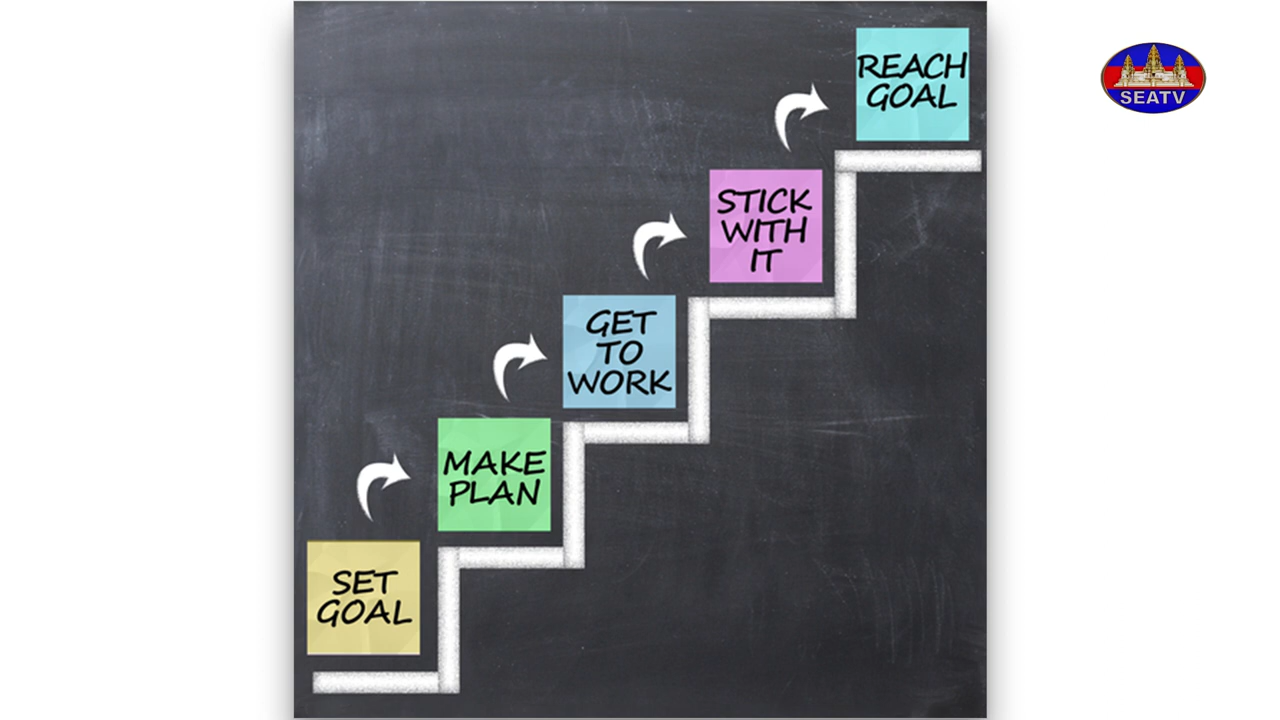 REACH
GOAL
SEATV
STICK
WITH
IT
GET
TO
WORK
MAKE
PLAN
SET
GOAL